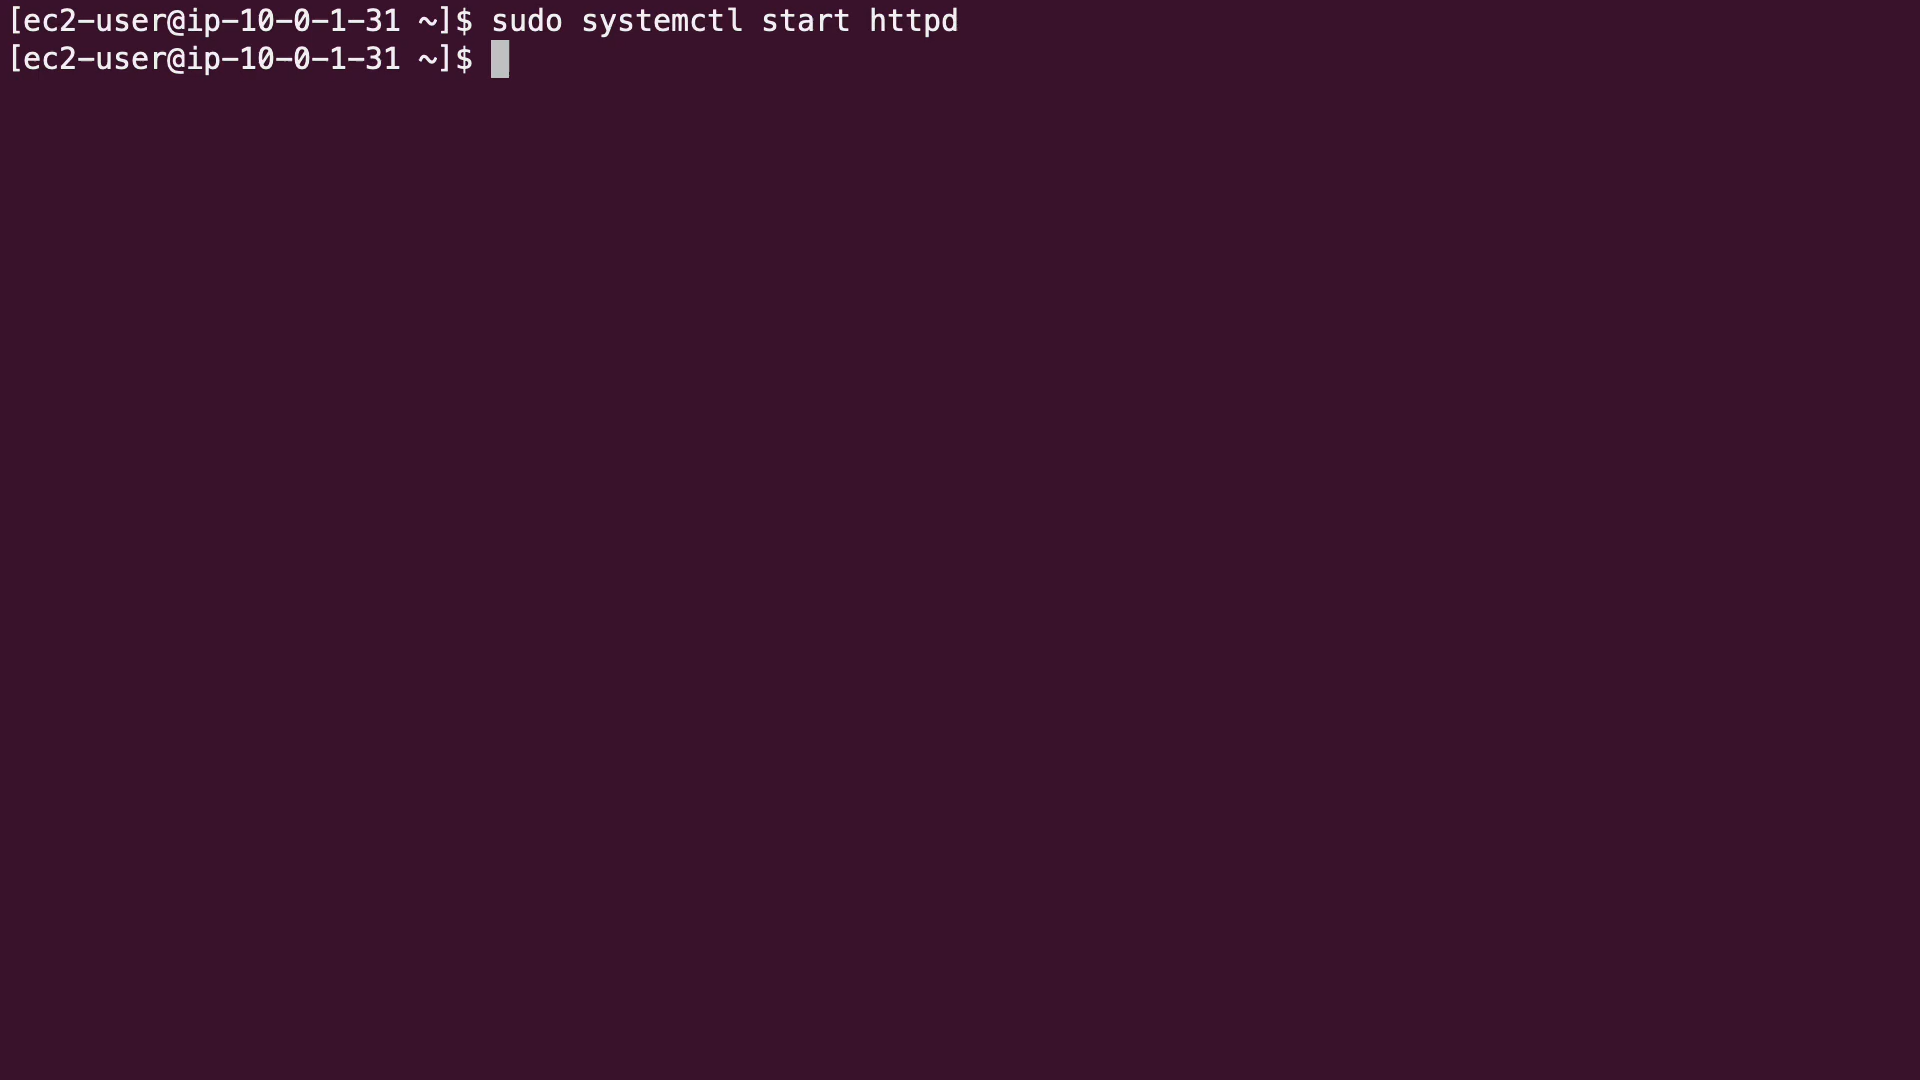 [ec2-user@ip-10-0-1-31 ~]$ sudo systemctl start httpd
[ec2-user@ip-10-0-1-31 ~]$